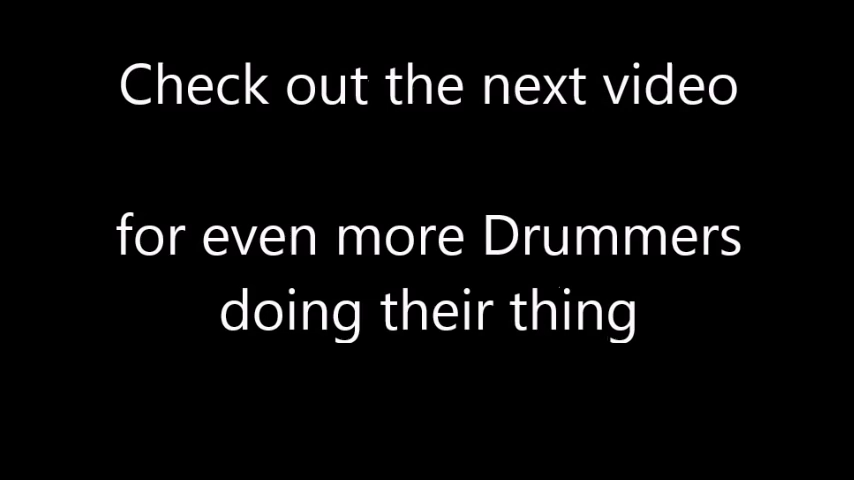 Check out the next video
for even more Drummers
doing their thing